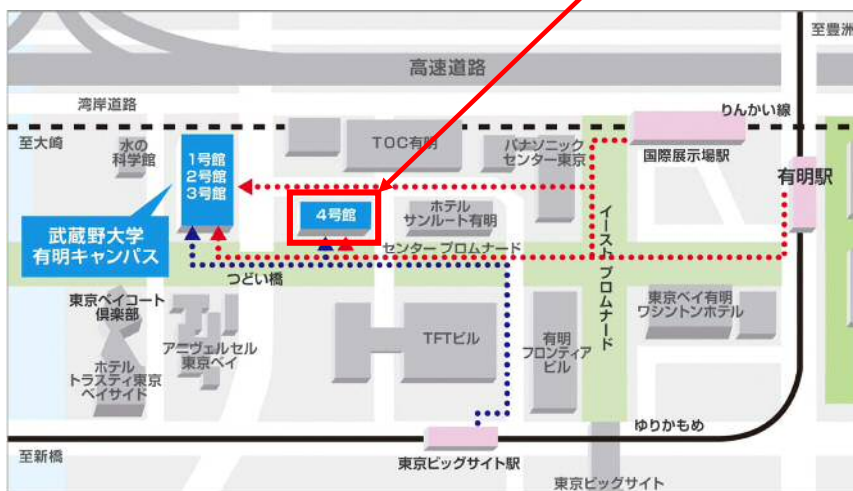 至豊洲
高速道路
湾岸道路
りんかい線
至大崎
水の
科学館
1号館
2号館
3号館
TOC有明
パナソニック
センター東京
国際展示場駅
有明駅
4号館
ホテル
サンルート有明
武蔵野大学
有明キャンパス
センタープロムナード
イーストプロムナード
つどい橋
東京ベイコート
倶楽部
アニヴェルセル
東京ベイ
ホテル
トラスティ東京
ベイサイド
TFTビル
有明
フロンティア
ビル
東京ベイ有明
ワシントンホテル
ゆりかもめ
至新橋
東京ビッグサイト駅
東京ビッグサイト